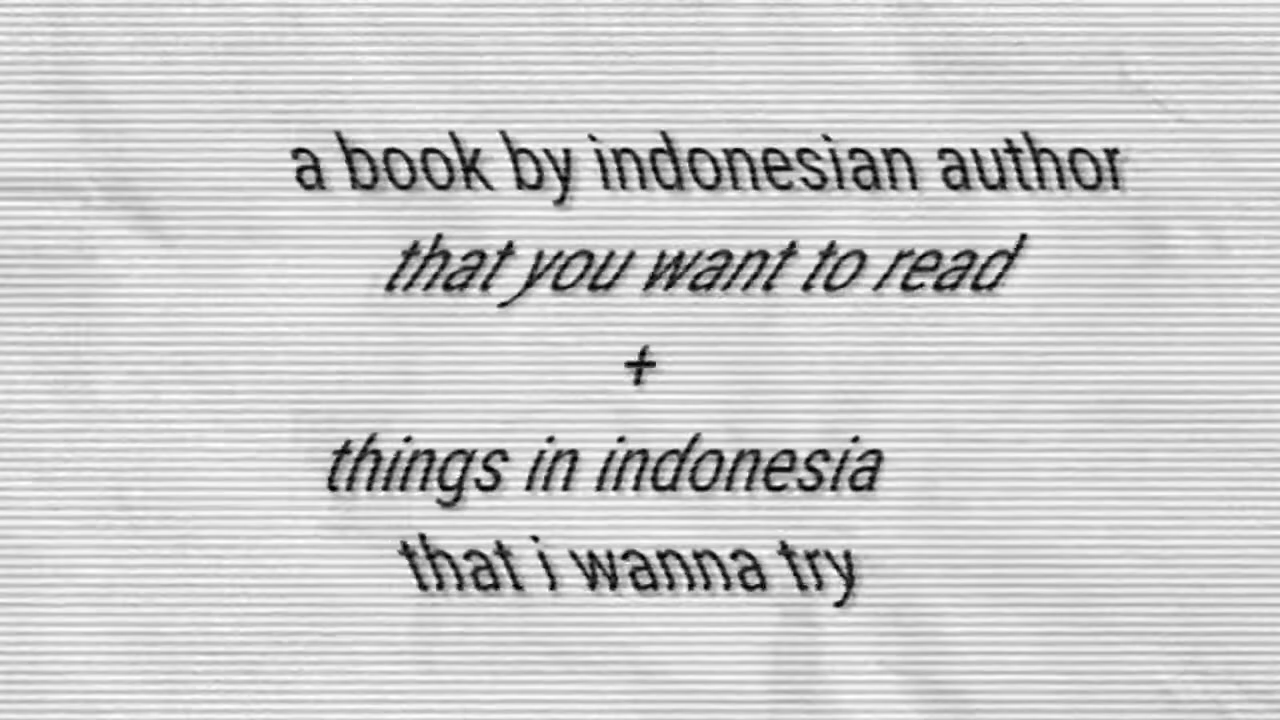 a book by indonesian author
that you want to read
+
things in indonesia
that i wanna try